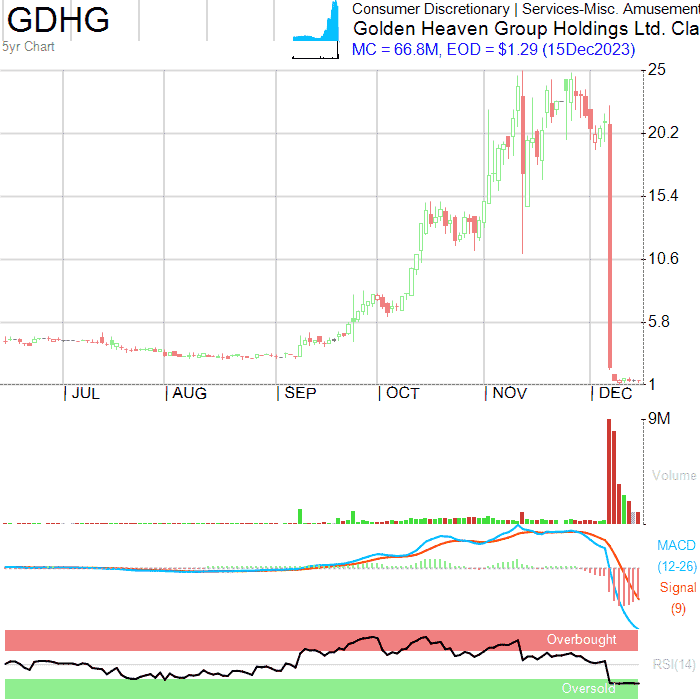 GDHG
5yr Chart
Consumer Discretionary | Services-Misc. Amusement
Golden Heaven Group Holdings Ltd. Cla
MC = 66.8M, EOD = $1.29 (15Dec2023)
25
20.2
15.4
10.6
5.8
1
JUL AUG SEP OCT NOV DEC
9M
Volume
MACD
(12-26)
Signal
(9)
Overbought
RSI(14)
Oversold